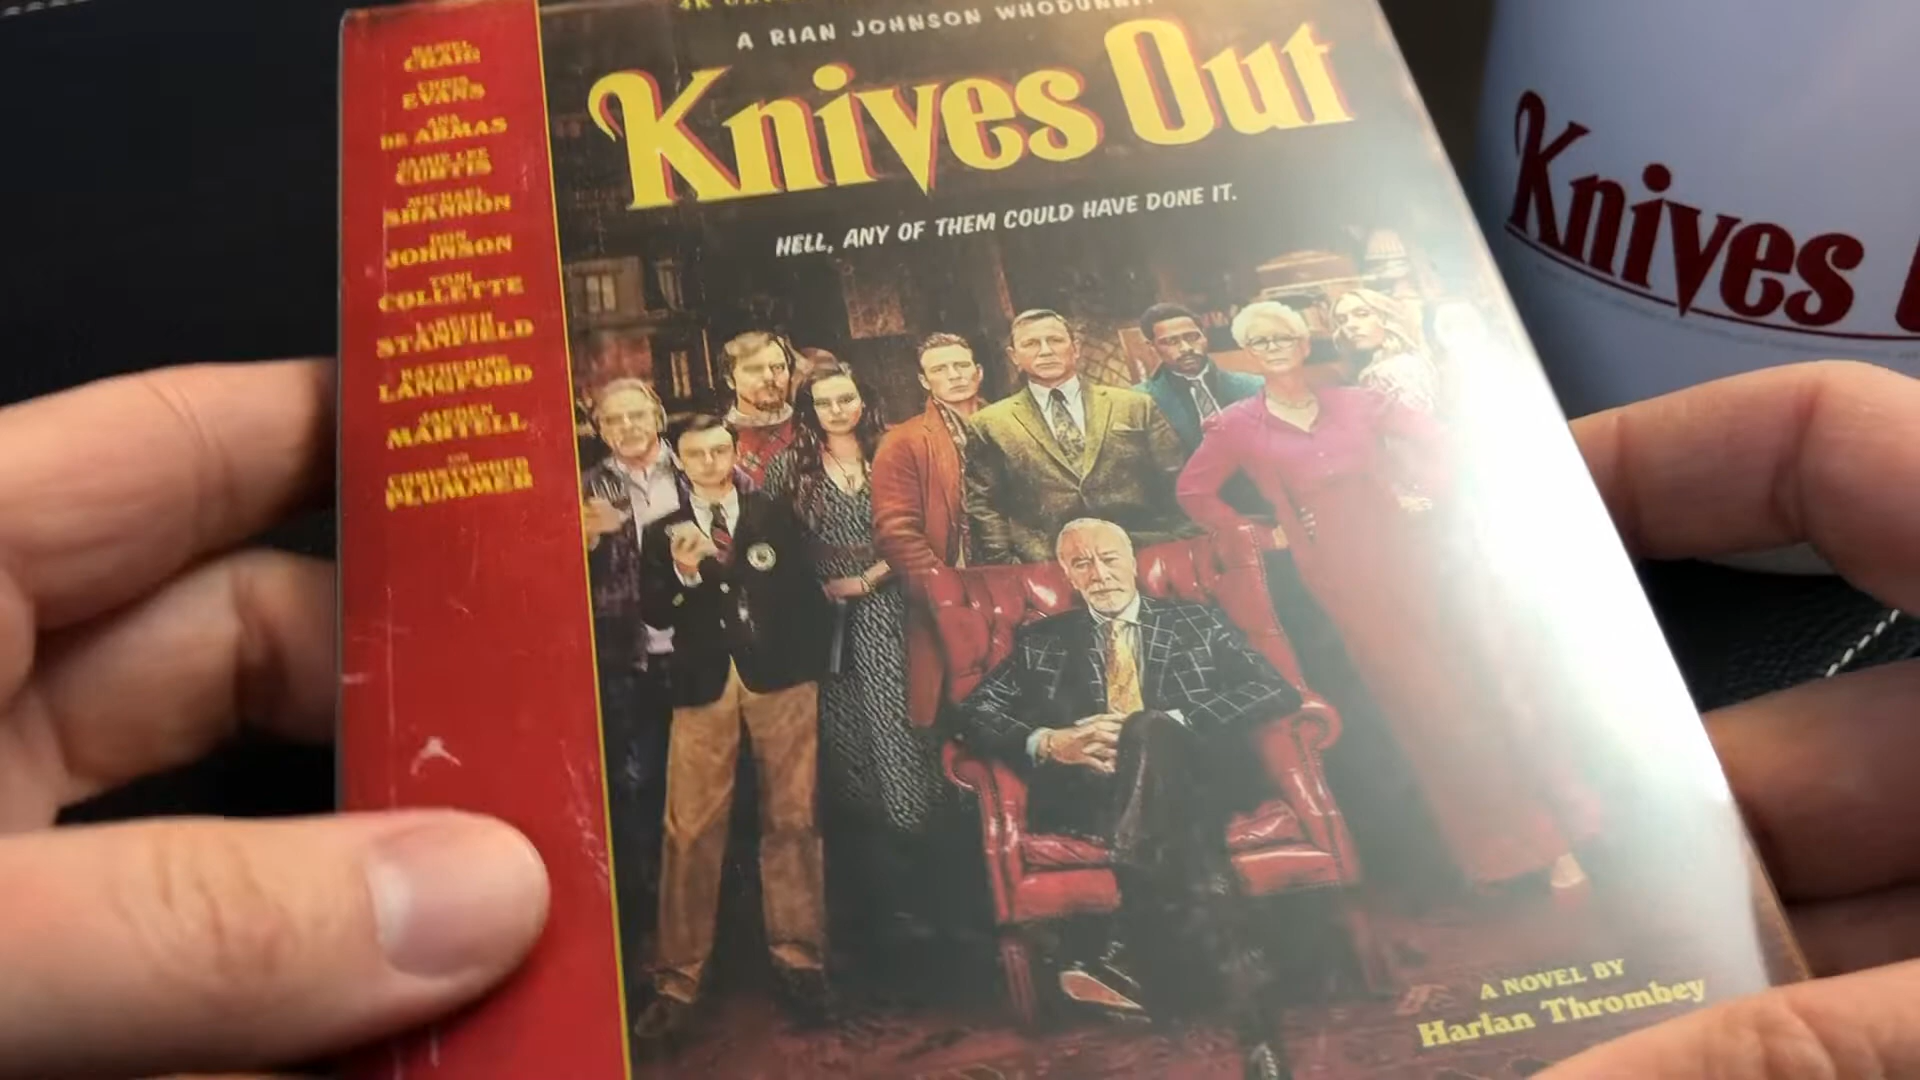 A RIAN JOHNSON WHODUNNIT
Knives Out
HELL, ANY OF THEM COULD HAVE DONE IT.
DANIEL
CRAIG
CHRIS
EVANS
ANA
DE ARMAS
JAMIE LEE
CURTIS
MICHAEL
SHANNON
DON
JOHNSON
TONI
COLLETTE
LAKEITH
STANFIELD
KATHERINE
LANGFORD
JAEDEN
MARTELL
AND
CHRISTOPHER
PLUMMER
A NOVEL BY
Harlan Thrombey
Knives